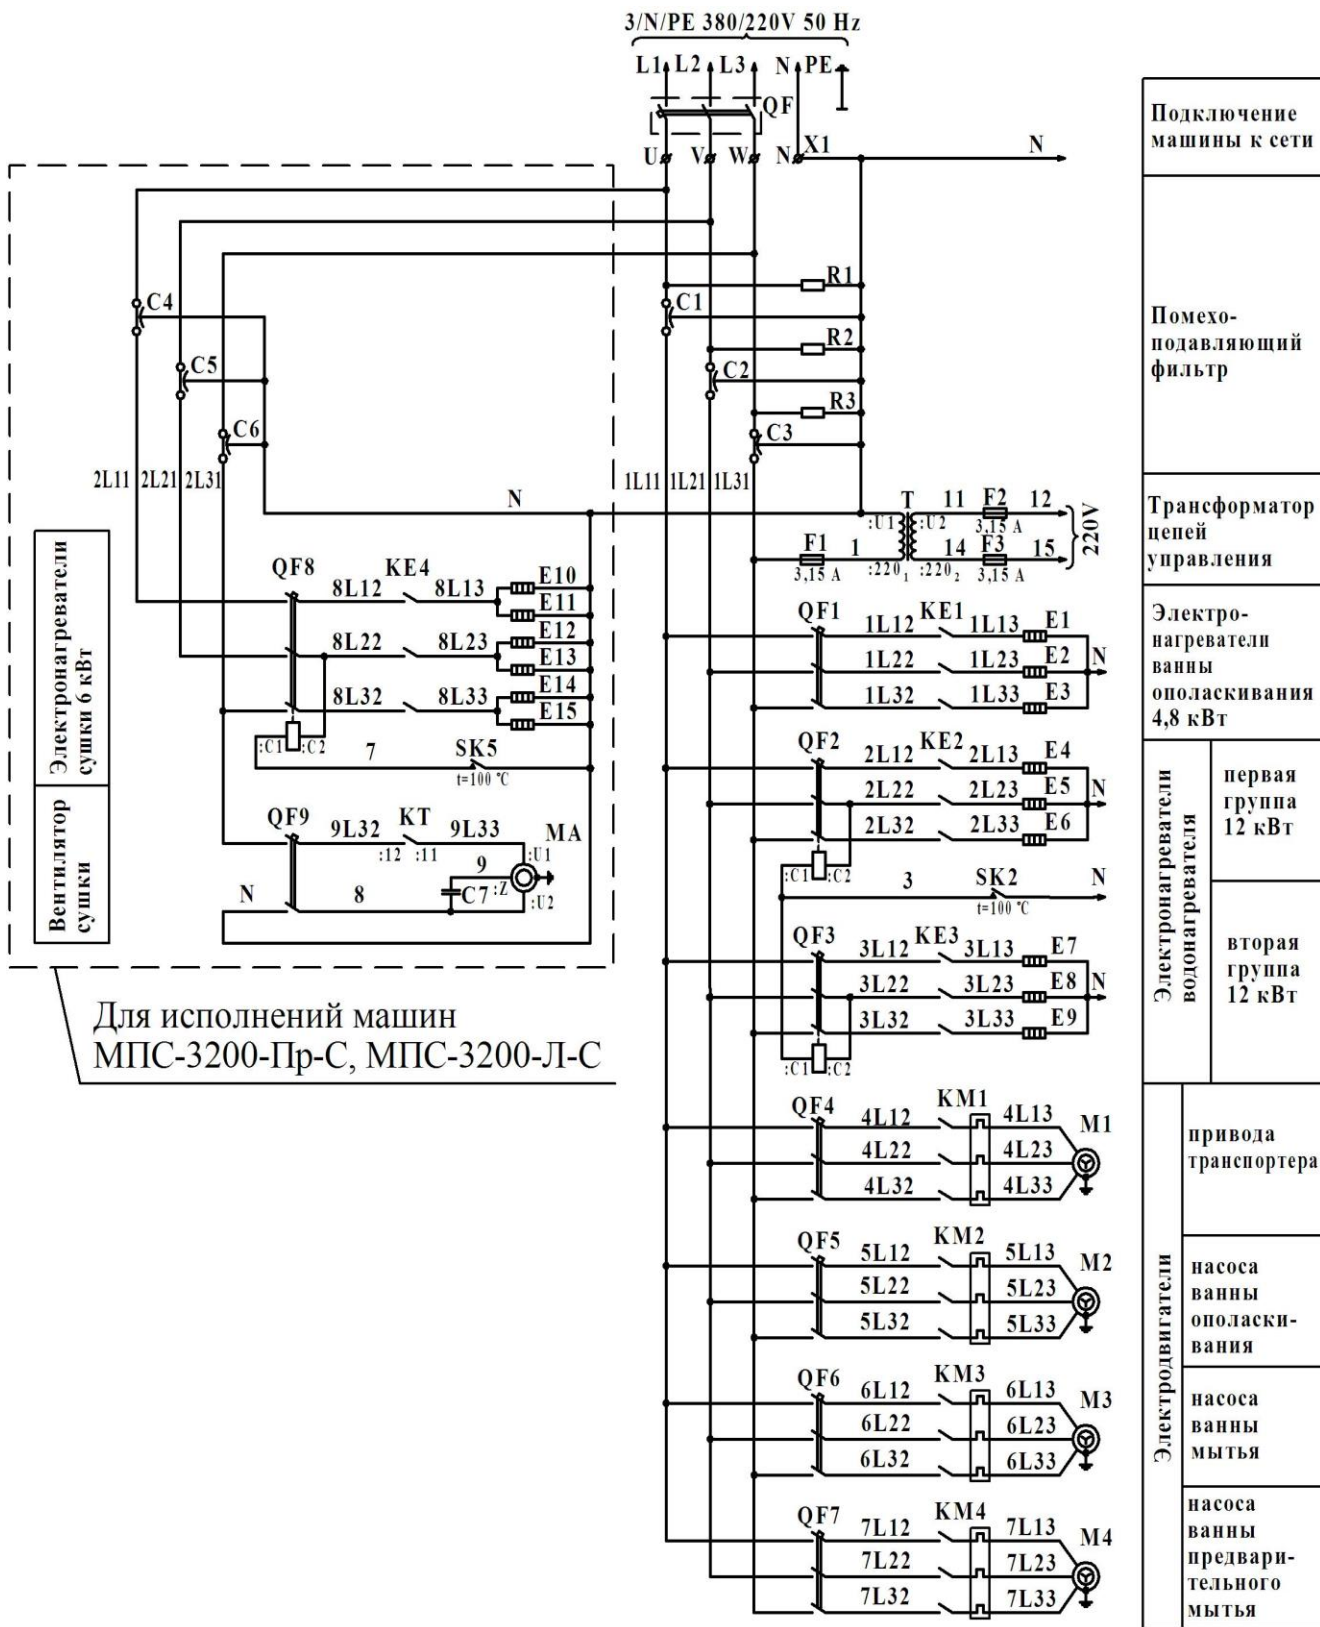 3/N/PE 380/220V 50 Hz
L1 L2 L3 N PE
QF
U V W N X1 N
Подключение
машины к сети
R1
C4 C1
R2
C5 C2
R3
C6 C3
Помехо-
подавляющий
фильтр
2L11 2L21 2L31 1L11 1L21 1L31
N
T 11 F2 12
:U1 :U2 3,15 A
F1 1 14 F3 15
3,15 A :220₁ :220₂ 3,15 A
220V
Трансформатор
цепей
управления
Электронагреватели
сушки 6 кВт
QF8 KE4
8L12 8L13 E10
E11
8L22 8L23 E12
E13
8L32 8L33 E14
E15
:C1 :C2 7 SK5
t=100 °C
Вентилятор
сушки
QF9 9L32 KT 9L33 MA
:12 :11 :U1
9 :Z
N 8 C7 :U2
Для исполнений машин
МПС-3200-Пр-С, МПС-3200-Л-С
QF1 1L12 KE1 1L13 E1
1L22 1L23 E2 N
1L32 1L33 E3
Электро-
нагреватели
ванны
ополаскивания
4,8 кВт
QF2 2L12 KE2 2L13 E4
2L22 2L23 E5 N
2L32 2L33 E6
:C1 :C2 3 SK2 N
t=100 °C
Электронагреватели
водонагревателя
первая
группа
12 кВт
QF3 3L12 KE3 3L13 E7
3L22 3L23 E8 N
3L32 3L33 E9
:C1 :C2
вторая
группа
12 кВт
QF4 4L12 KM1 4L13 M1
4L22 4L23
4L32 4L33
Электродвигатели
привода
транспортера
QF5 5L12 KM2 5L13 M2
5L22 5L23
5L32 5L33
насоса
ванны
ополаски-
вания
QF6 6L12 KM3 6L13 M3
6L22 6L23
6L32 6L33
насоса
ванны
мытья
QF7 7L12 KM4 7L13 M4
7L22 7L23
7L32 7L33
насоса
ванны
предвари-
тельного
мытья